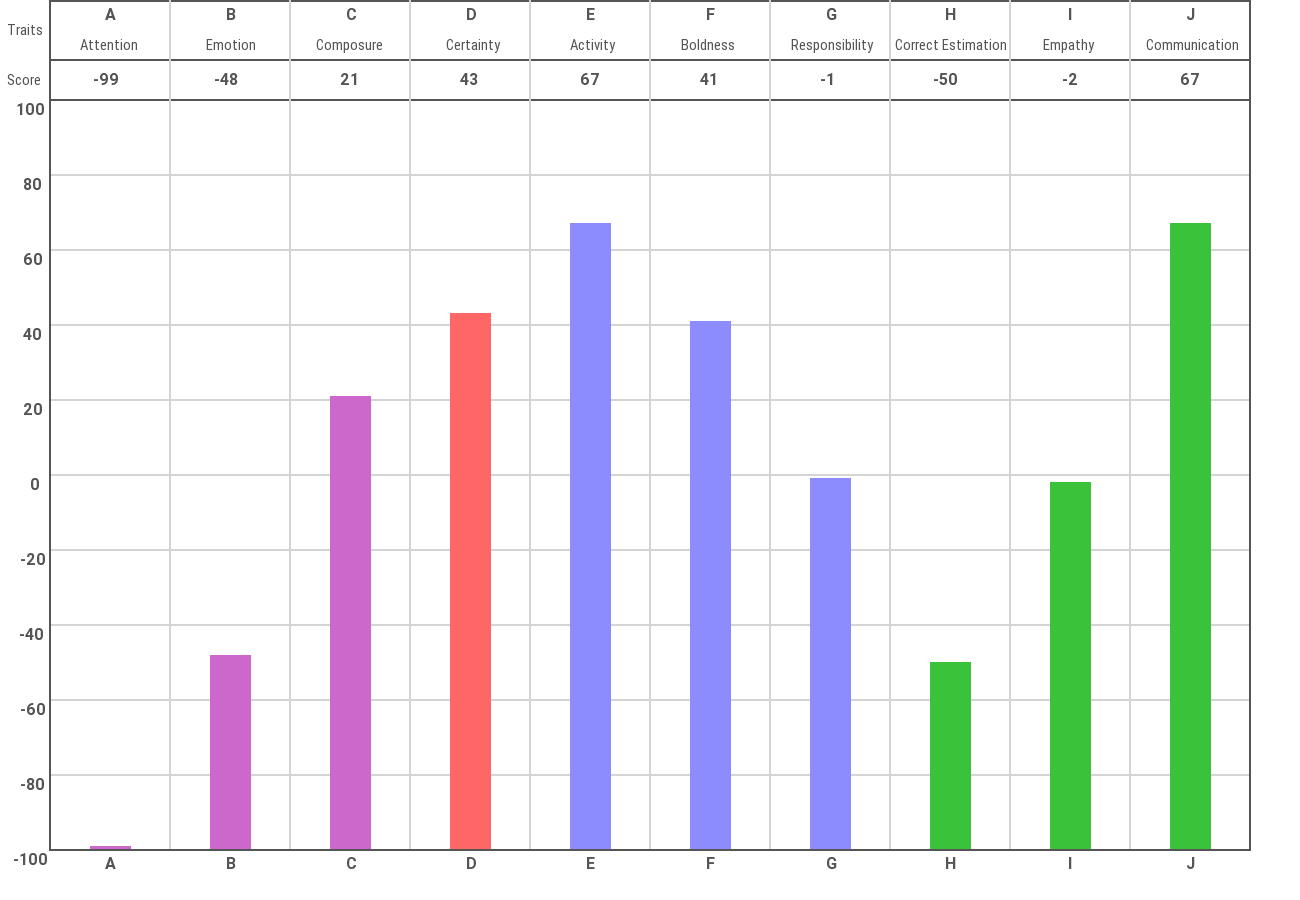 A B C D E F G H I J
Traits
Attention Emotion Composure Certainty Activity Boldness Responsibility Correct Estimation Empathy Communication
Score -99 -48 21 43 67 41 -1 -50 -2 67
100
80
60
40
20
0
-20
-40
-60
-80
-100
A B C D E F G H I J